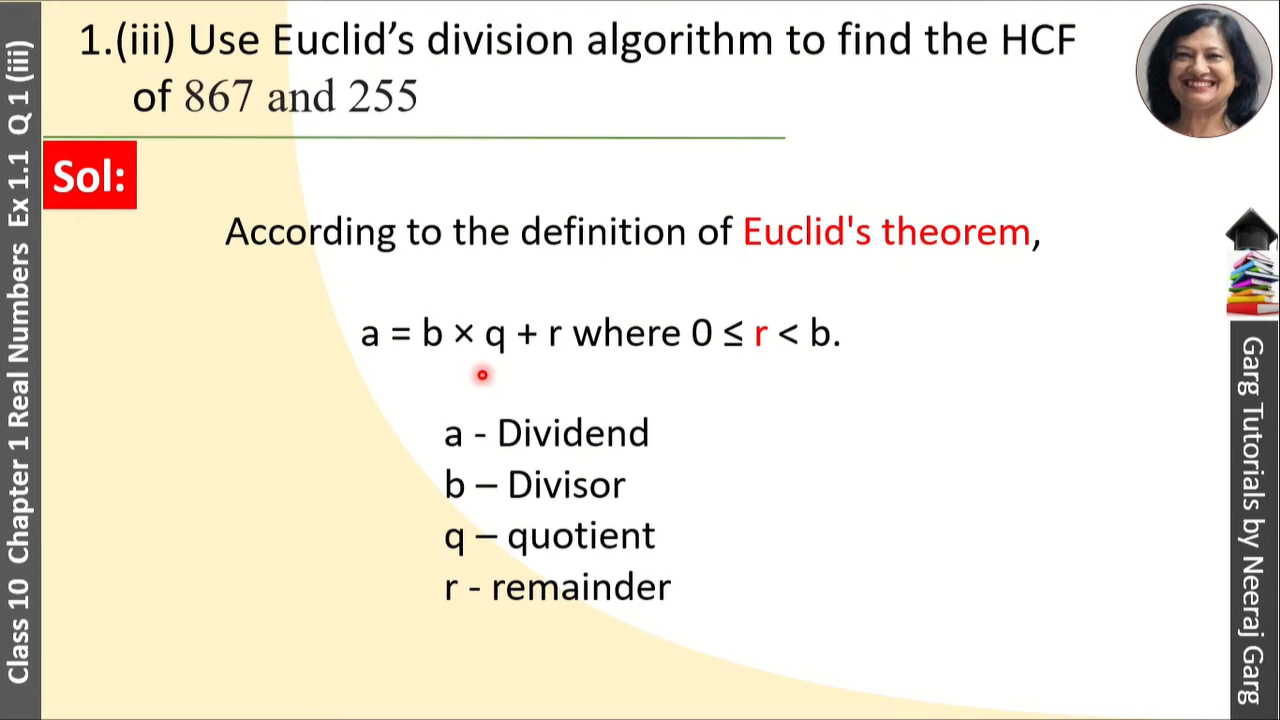 1.(iii) Use Euclid’s division algorithm to find the HCF
of 867 and 255
Sol:
According to the definition of Euclid's theorem,
a = b × q + r where 0 ≤ r < b.
a - Dividend
b – Divisor
q – quotient
r - remainder
Class 10 Chapter 1 Real Numbers Ex 1.1 Q 1 (iii)
Garg Tutorials by Neeraj Garg